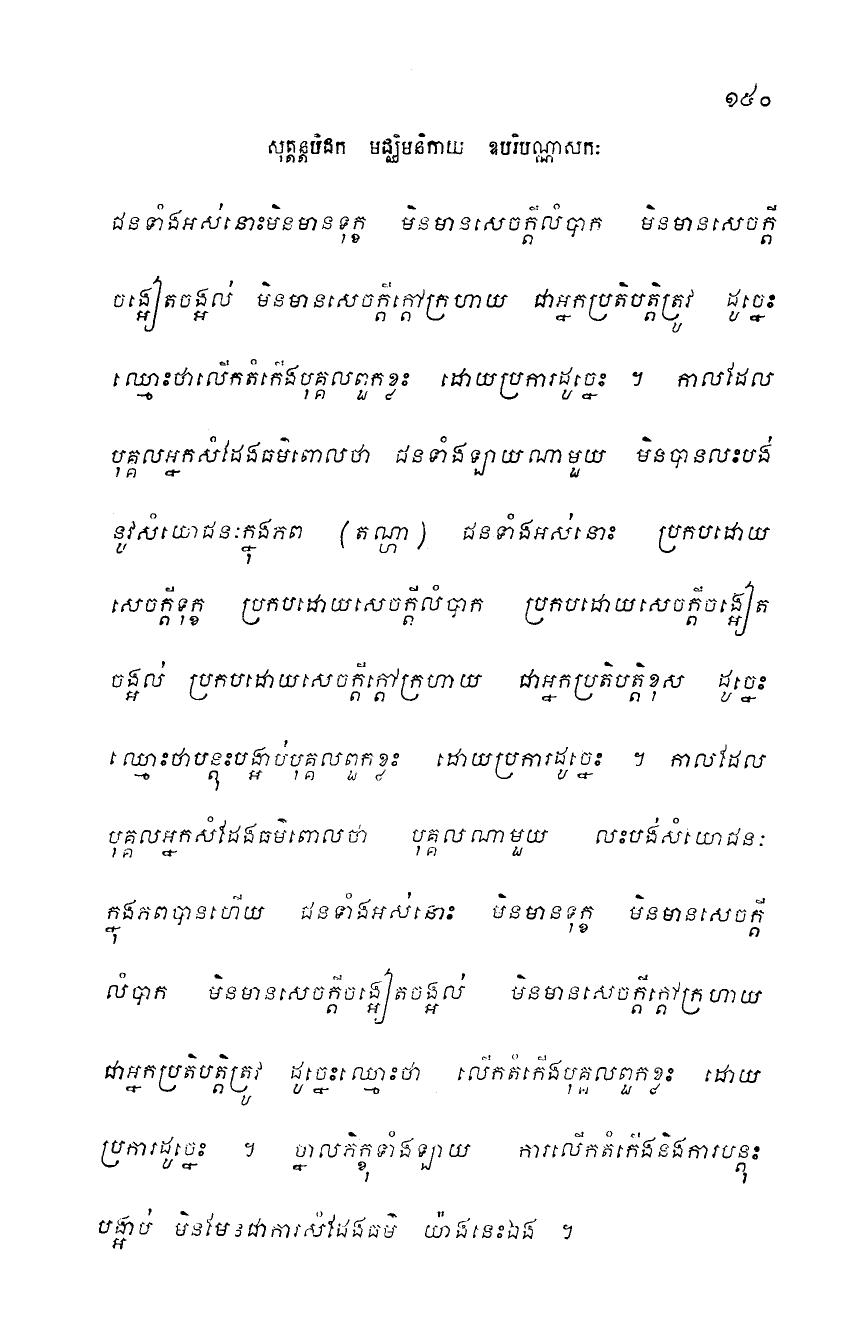 ១៥០
សុត្តន្តបិដក មជ្ឈិមនិកាយ ឧបរិបណ្ណាសកៈ
ជនទាំងអស់នោះមិនមានទុក្ខ មិនមានសេចក្តីលំបាក មិនមានសេចក្តី
ចង្អៀតចង្អល់ មិនមានសេចក្តីក្តៅក្រហាយ ជាអ្នកប្រតិបត្តិត្រូវ ដូច្នេះ
ឈ្មោះថាលើកតំកើងបុគ្គលពួកខ្លះ ដោយប្រការដូច្នេះ ។ កាលដែល
បុគ្គលអ្នកសំដែងធម៌ពោលថា ជនទាំងឡាយណាមួយ មិនបានលះបង់
នូវសំយោជនៈក្នុងភព (តណ្ហា) ជនទាំងអស់នោះ ប្រកបដោយ
សេចក្តីទុក្ខ ប្រកបដោយសេចក្តីលំបាក ប្រកបដោយសេចក្តីចង្អៀត
ចង្អល់ ប្រកបដោយសេចក្តីក្តៅក្រហាយ ជាអ្នកប្រតិបត្តិខុស ដូច្នេះ
ឈ្មោះថាបន្តុះបង្អាប់បុគ្គលពួកខ្លះ ដោយប្រការដូច្នេះ ។ កាលដែល
បុគ្គលអ្នកសំដែងធម៌ពោលថា បុគ្គលណាមួយ លះបង់សំយោជនៈ
ក្នុងភពបានហើយ ជនទាំងអស់នោះ មិនមានទុក្ខ មិនមានសេចក្តី
លំបាក មិនមានសេចក្តីចង្អៀតចង្អល់ មិនមានសេចក្តីក្តៅក្រហាយ
ជាអ្នកប្រតិបត្តិត្រូវ ដូច្នេះឈ្មោះថា លើកតំកើងបុគ្គលពួកខ្លះ ដោយ
ប្រការដូច្នេះ ។ ម្នាលភិក្ខុទាំងឡាយ ការលើកតំកើងនិងការបន្តុះ
បង្អាប់ មិនមែនជាការសំដែងធម៌ យ៉ាងនេះឯង ។